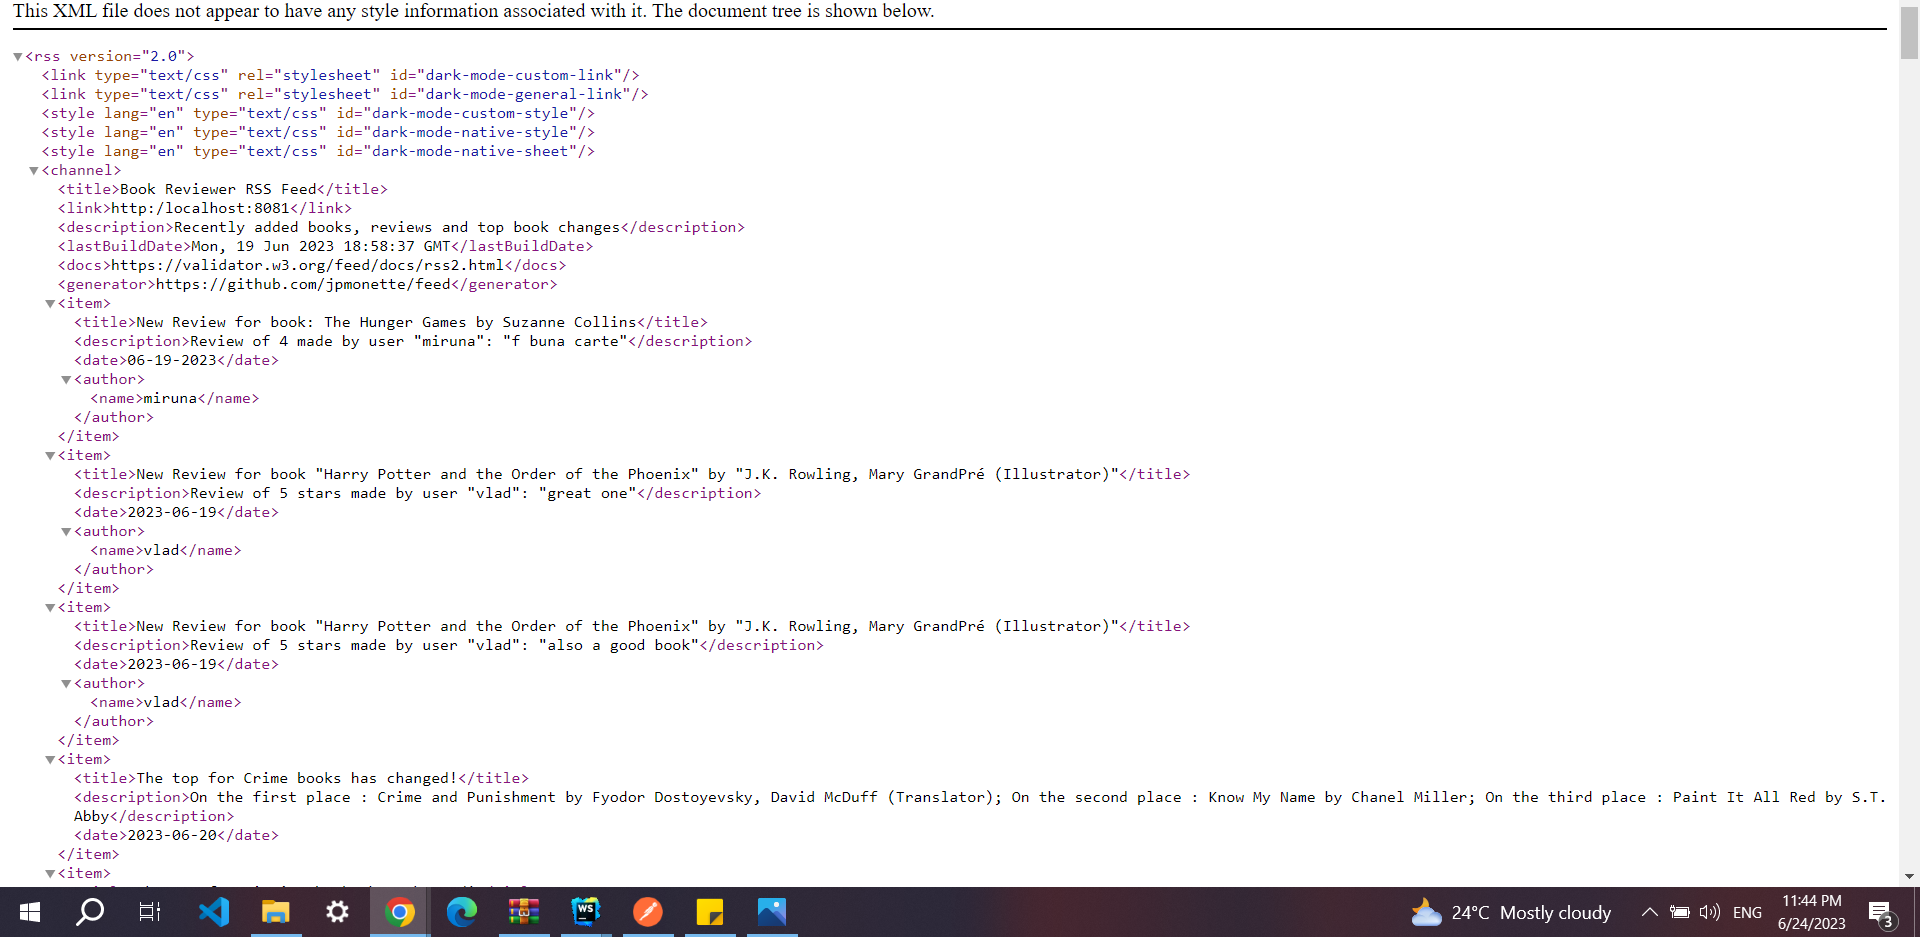 This XML file does not appear to have any style information associated with it. The document tree is shown below.
▼<rss version="2.0">
<link type="text/css" rel="stylesheet" id="dark-mode-custom-link"/>
<link type="text/css" rel="stylesheet" id="dark-mode-general-link"/>
<style lang="en" type="text/css" id="dark-mode-custom-style"/>
<style lang="en" type="text/css" id="dark-mode-native-style"/>
<style lang="en" type="text/css" id="dark-mode-native-sheet"/>
▼<channel>
<title>Book Reviewer RSS Feed</title>
<link>http:/localhost:8081</link>
<description>Recently added books, reviews and top book changes</description>
<lastBuildDate>Mon, 19 Jun 2023 18:58:37 GMT</lastBuildDate>
<docs>https://validator.w3.org/feed/docs/rss2.html</docs>
<generator>https://github.com/jpmonette/feed</generator>
▼<item>
<title>New Review for book: The Hunger Games by Suzanne Collins</title>
<description>Review of 4 made by user "miruna": "f buna carte"</description>
<date>06-19-2023</date>
▼<author>
<name>miruna</name>
</author>
</item>
▼<item>
<title>New Review for book "Harry Potter and the Order of the Phoenix" by "J.K. Rowling, Mary GrandPré (Illustrator)"</title>
<description>Review of 5 stars made by user "vlad": "great one"</description>
<date>2023-06-19</date>
▼<author>
<name>vlad</name>
</author>
</item>
▼<item>
<title>New Review for book "Harry Potter and the Order of the Phoenix" by "J.K. Rowling, Mary GrandPré (Illustrator)"</title>
<description>Review of 5 stars made by user "vlad": "also a good book"</description>
<date>2023-06-19</date>
▼<author>
<name>vlad</name>
</author>
</item>
▼<item>
<title>The top for Crime books has changed!</title>
<description>On the first place : Crime and Punishment by Fyodor Dostoyevsky, David McDuff (Translator); On the second place : Know My Name by Chanel Miller; On the third place : Paint It All Red by S.T.
Abby</description>
<date>2023-06-20</date>
</item>
▼<item>
WS
24°C Mostly cloudy
ENG
11:44 PM
6/24/2023
3